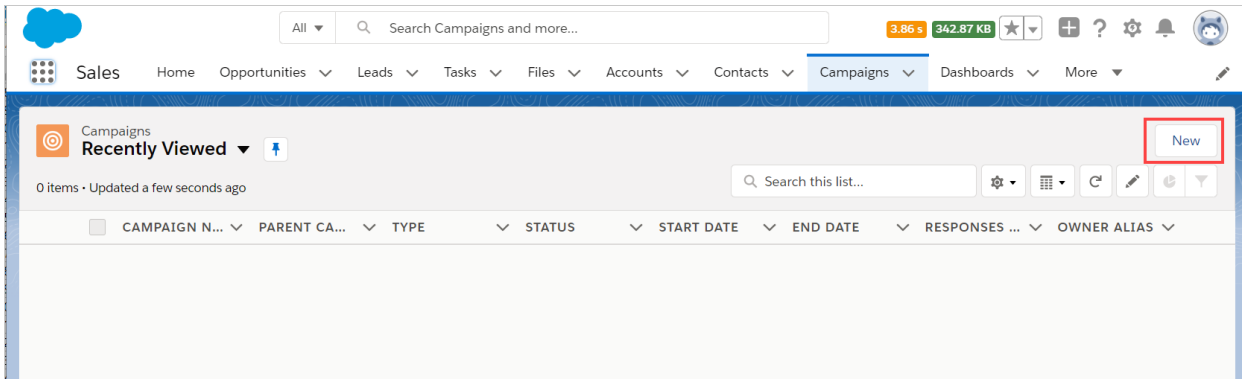 All Search Campaigns and more... 3.86 s 342.87 KB
Sales Home Opportunities Leads Tasks Files Accounts Contacts Campaigns Dashboards More
Campaigns
Recently Viewed
New
0 items • Updated a few seconds ago
Search this list...
CAMPAIGN N... PARENT CA... TYPE STATUS START DATE END DATE RESPONSES ... OWNER ALIAS